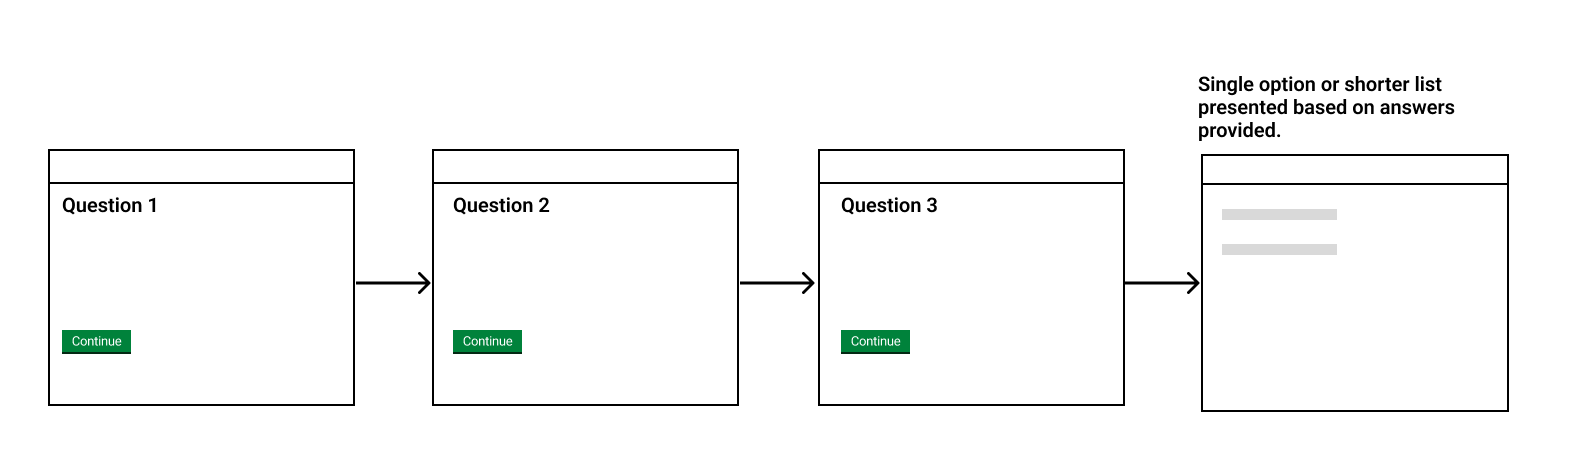 Single option or shorter list
presented based on answers
provided.
Question 1
Question 2
Question 3
Continue
Continue
Continue